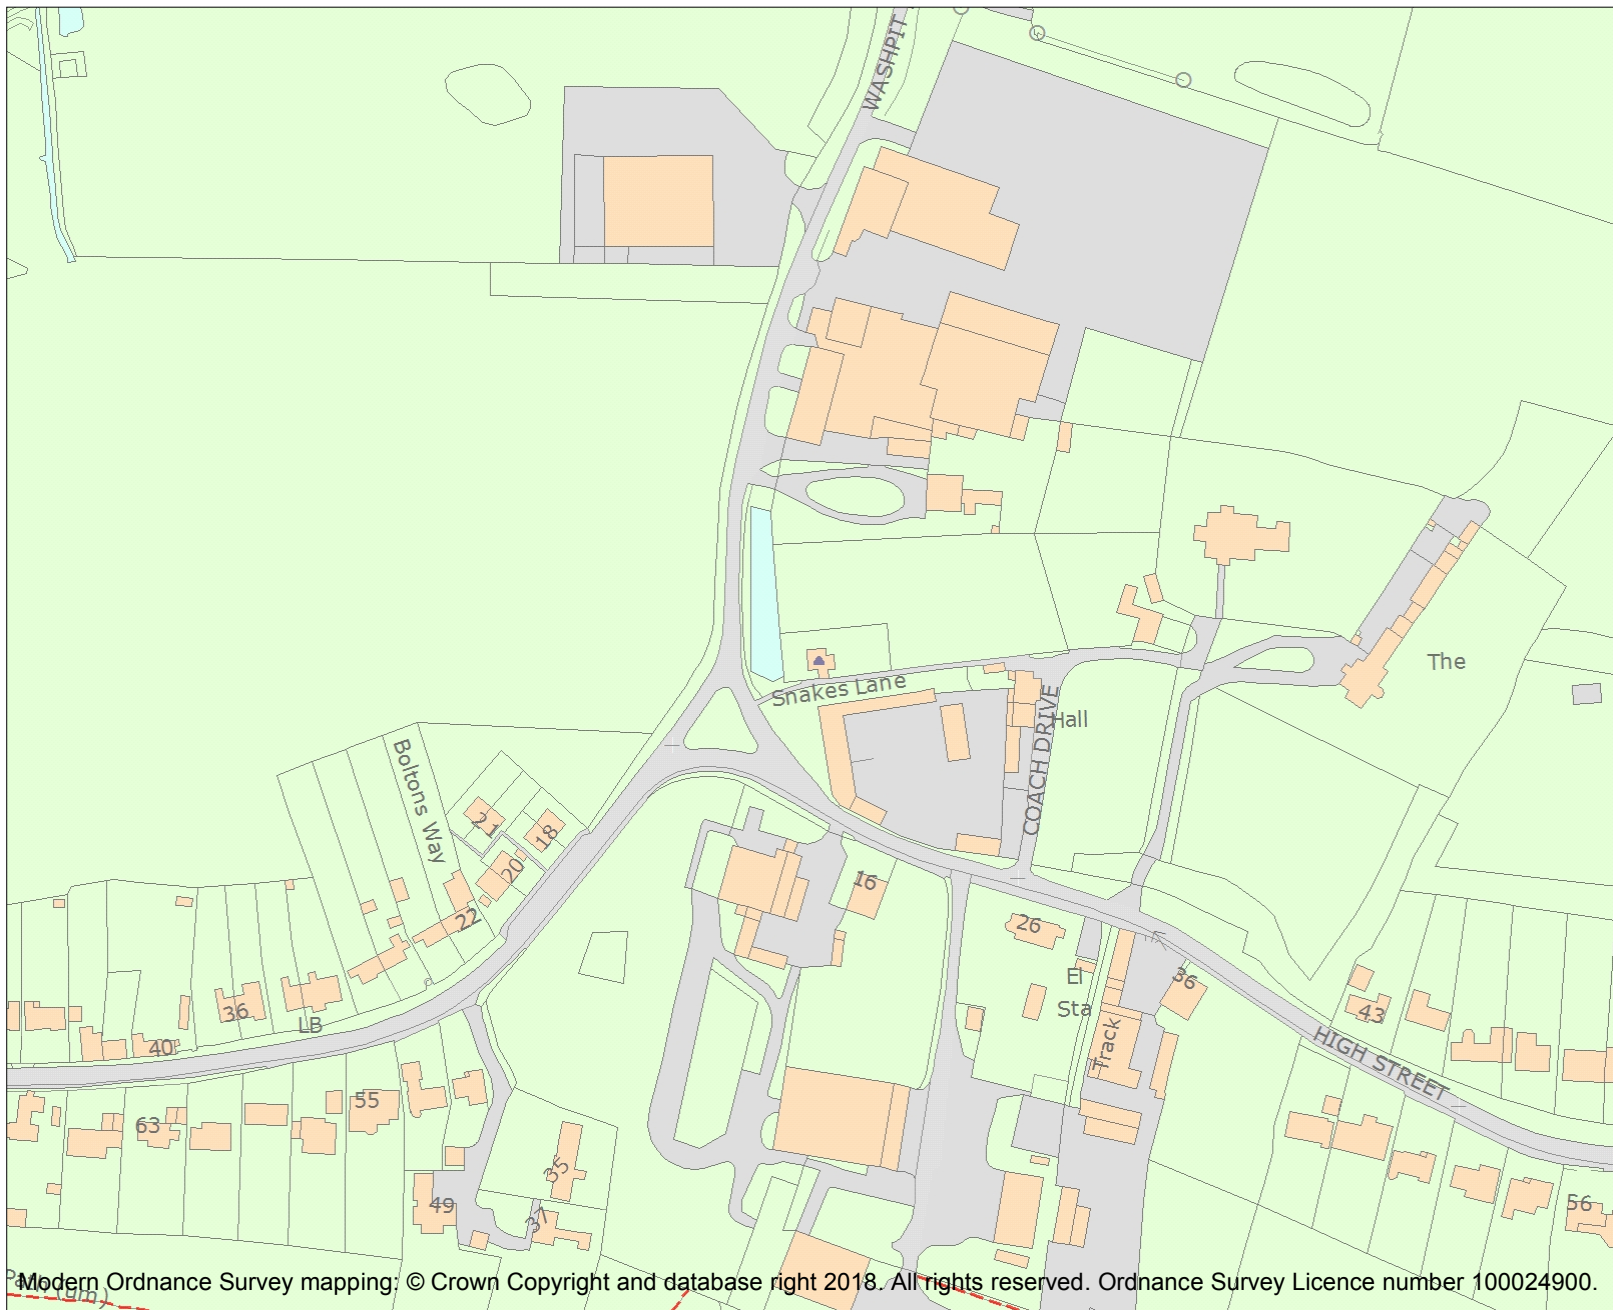 WASHPIT
Snakes Lane
COACH DRIVE
Hall
The
Boltons Way
21
18
20
22
16
26
El
Sta
36
Track
43
HIGH STREET
36
LB
40
55
63
49
35
37
56
Path (um)
Modern Ordnance Survey mapping: © Crown Copyright and database right 2018. All rights reserved. Ordnance Survey Licence number 100024900.